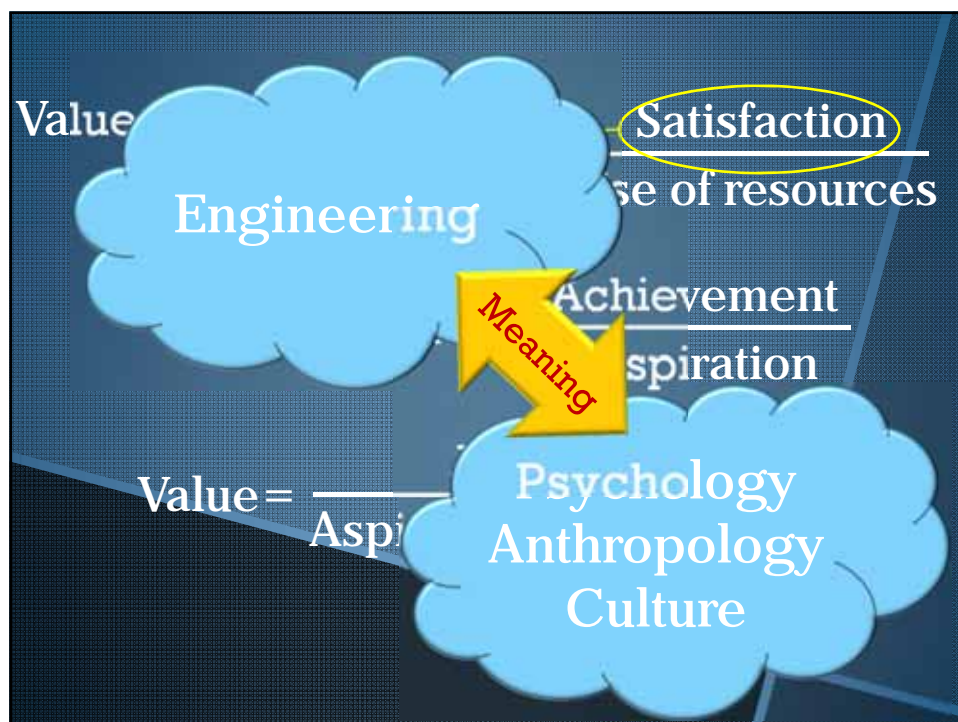 Value
Satisfaction
se of resources
Engineering
Achievement
spiration
Meaning
Value =
Aspi
Psychology
Anthropology
Culture